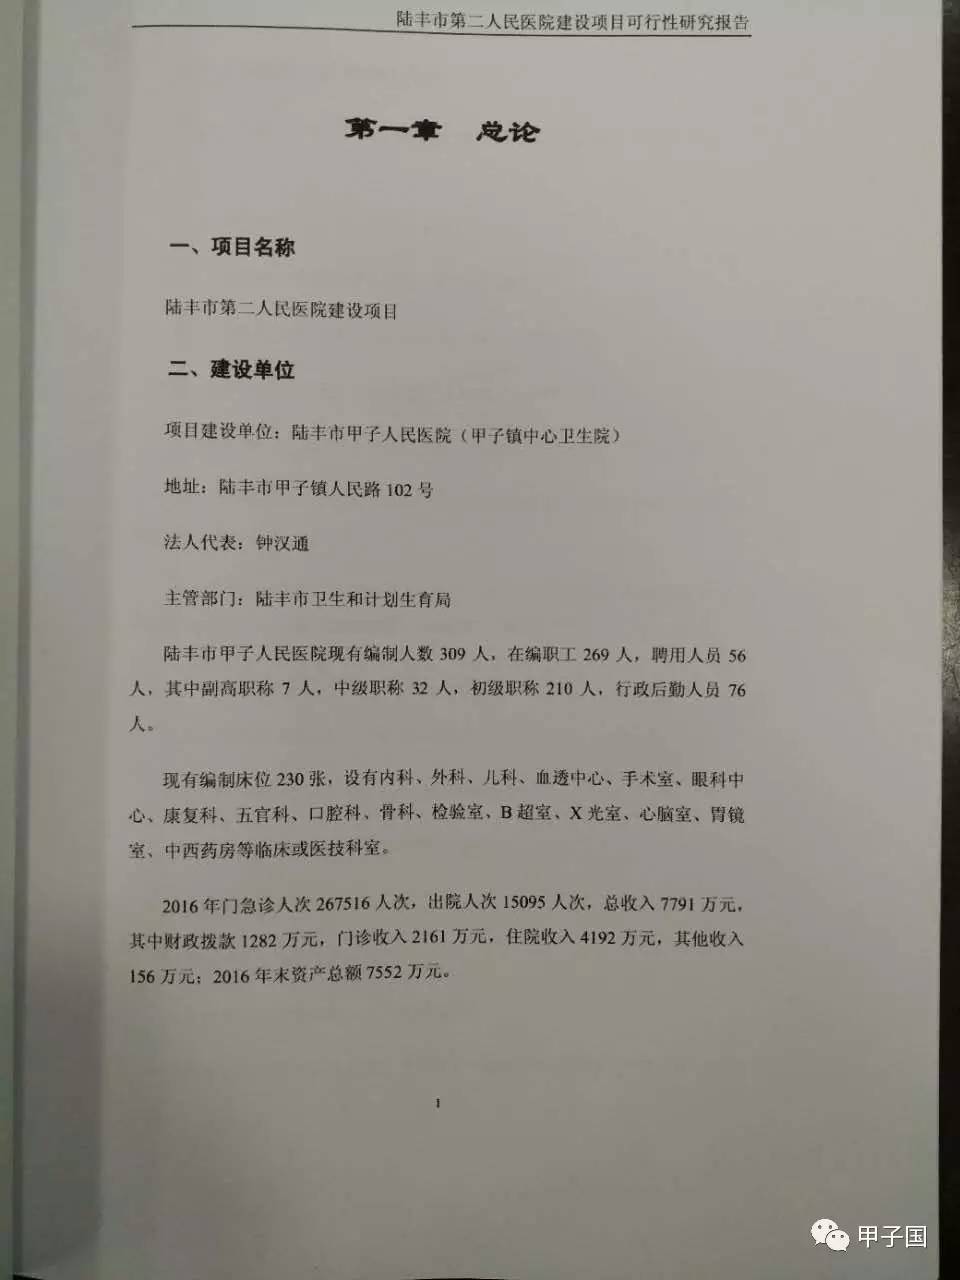 陆丰市第二人民医院建设项目可行性研究报告
第一章 总论
一、项目名称
陆丰市第二人民医院建设项目
二、建设单位
项目建设单位：陆丰市甲子人民医院（甲子镇中心卫生院）
地址：陆丰市甲子镇人民路 102 号
法人代表：钟汉通
主管部门：陆丰市卫生和计划生育局
陆丰市甲子人民医院现有编制人数 309 人，在编职工 269 人，聘用人员 56
人，其中副高职称 7 人，中级职称 32 人，初级职称 210 人，行政后勤人员 76
人。
现有编制床位 230 张，设有内科、外科、儿科、血透中心、手术室、眼科中
心、康复科、五官科、口腔科、骨科、检验室、B 超室、X 光室、心脑室、胃镜
室、中西药房等临床或医技科室。
2016 年门急诊人次 267516 人次，出院人次 15095 人次，总收入 7791 万元，
其中财政拨款 1282 万元，门诊收入 2161 万元，住院收入 4192 万元，其他收入
156 万元；2016 年末资产总额 7552 万元。
1
甲子国